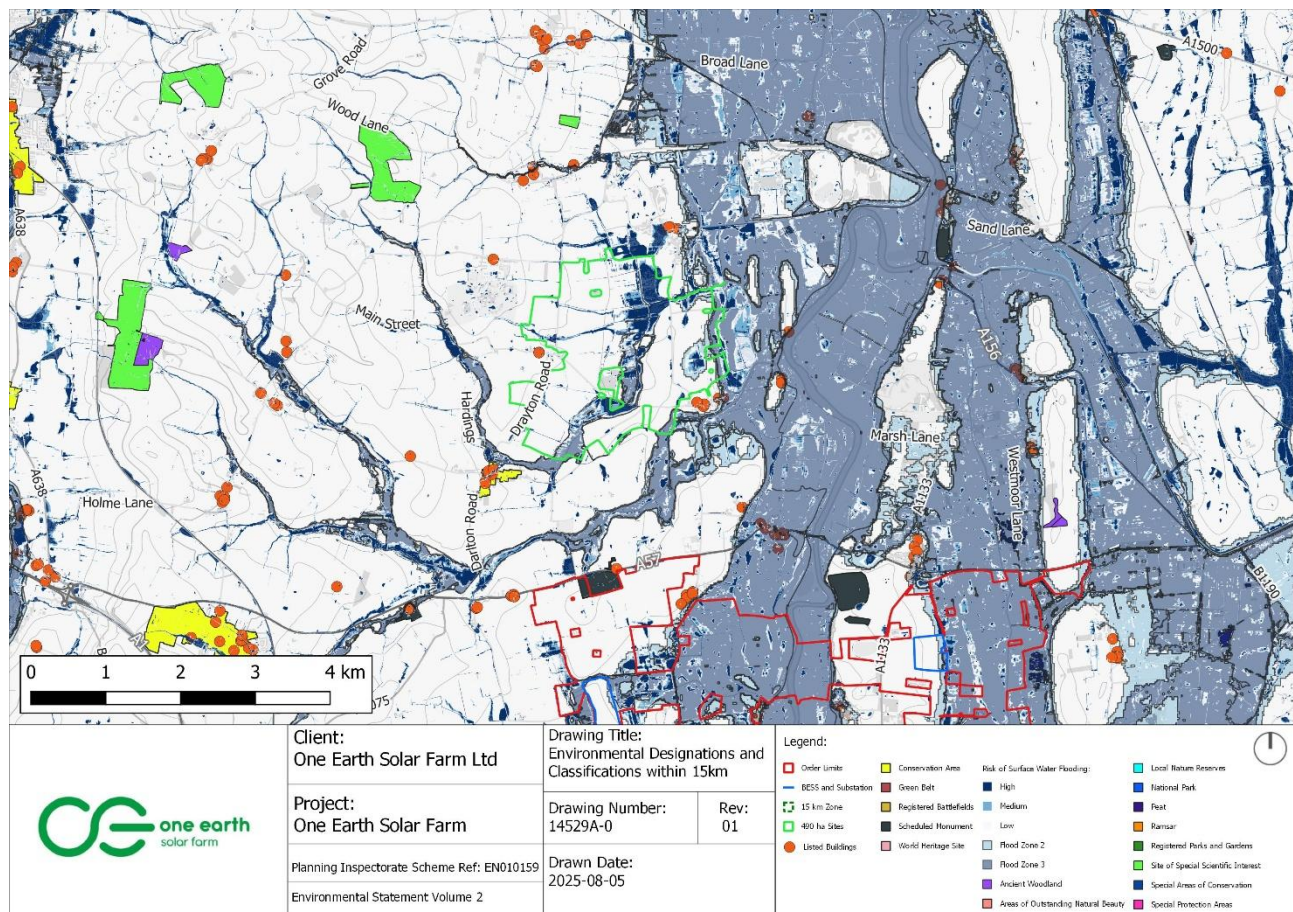 Grove Road
Broad Lane
A1500
Wood Lane
A638
Sand Lane
Main Street
A156
Drayton Road
Hardings
Marsh Lane
A1133
Westmoor Lane
A638
Holme Lane
Darlton Road
A57
B1190
A1
B
A1133
075
0 1 2 3 4 km
one earth
solar farm
Client:
One Earth Solar Farm Ltd
Project:
One Earth Solar Farm
Planning Inspectorate Scheme Ref: EN010159
Environmental Statement Volume 2
Drawing Title:
Environmental Designations and
Classifications within 15km
Drawing Number:
14529A-0
Rev:
01
Drawn Date:
2025-08-05
Legend:
Order Limits
BESS and Substation
15 km Zone
490 ha Sites
Listed Buildings
Conservation Area
Green Belt
Registered Battlefields
Scheduled Monument
World Heritage Site
Risk of Surface Water Flooding:
High
Medium
Low
Flood Zone 2
Flood Zone 3
Ancient Woodland
Areas of Outstanding Natural Beauty
Local Nature Reserves
National Park
Peat
Ramsar
Registered Parks and Gardens
Site of Special Scientific Interest
Special Areas of Conservation
Special Protection Areas